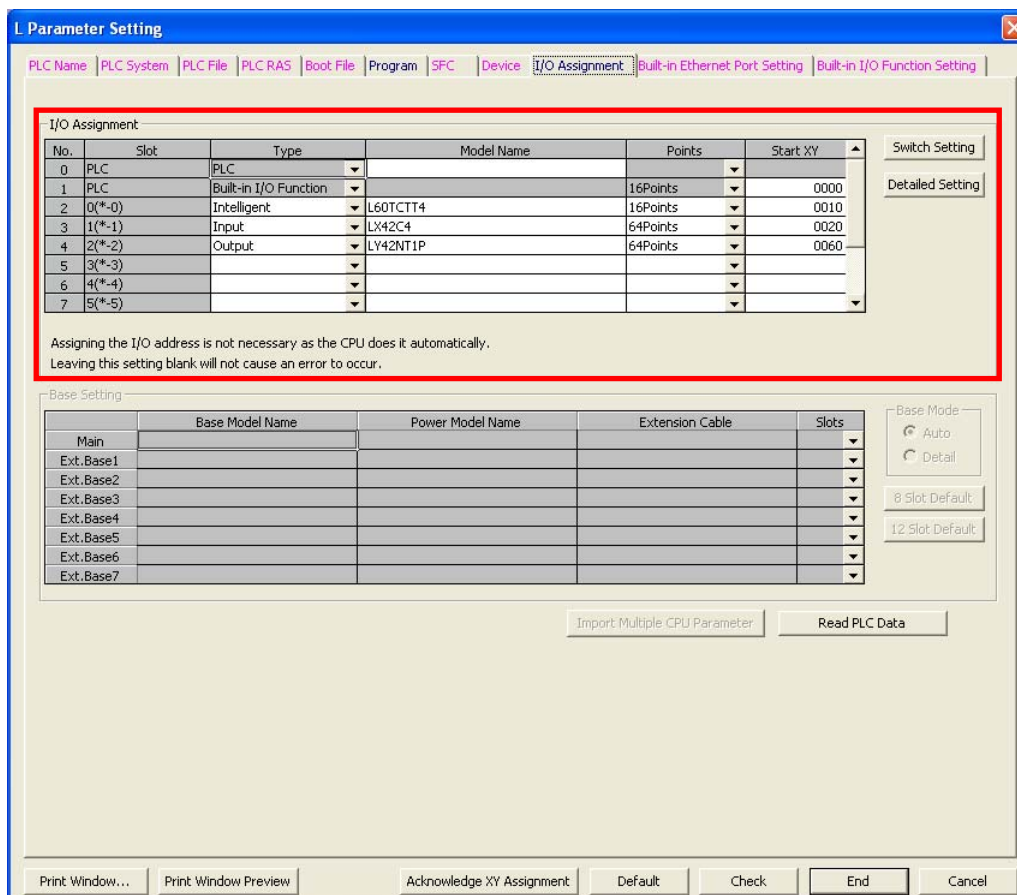 L Parameter Setting
PLC Name PLC System PLC File PLC RAS Boot File Program SFC Device I/O Assignment Built-in Ethernet Port Setting Built-in I/O Function Setting
I/O Assignment
No. Slot Type Model Name Points Start XY
0 PLC PLC
1 PLC Built-in I/O Function 16Points 0000
2 0(*-0) Intelligent L60TCTT4 16Points 0010
3 1(*-1) Input LX42C4 64Points 0020
4 2(*-2) Output LY42NT1P 64Points 0060
5 3(*-3)
6 4(*-4)
7 5(*-5)
Switch Setting
Detailed Setting
Assigning the I/O address is not necessary as the CPU does it automatically.
Leaving this setting blank will not cause an error to occur.
Base Setting
Base Model Name Power Model Name Extension Cable Slots
Main
Ext.Base1
Ext.Base2
Ext.Base3
Ext.Base4
Ext.Base5
Ext.Base6
Ext.Base7
Base Mode
Auto
Detail
8 Slot Default
12 Slot Default
Import Multiple CPU Parameter Read PLC Data
Print Window... Print Window Preview Acknowledge XY Assignment Default Check End Cancel